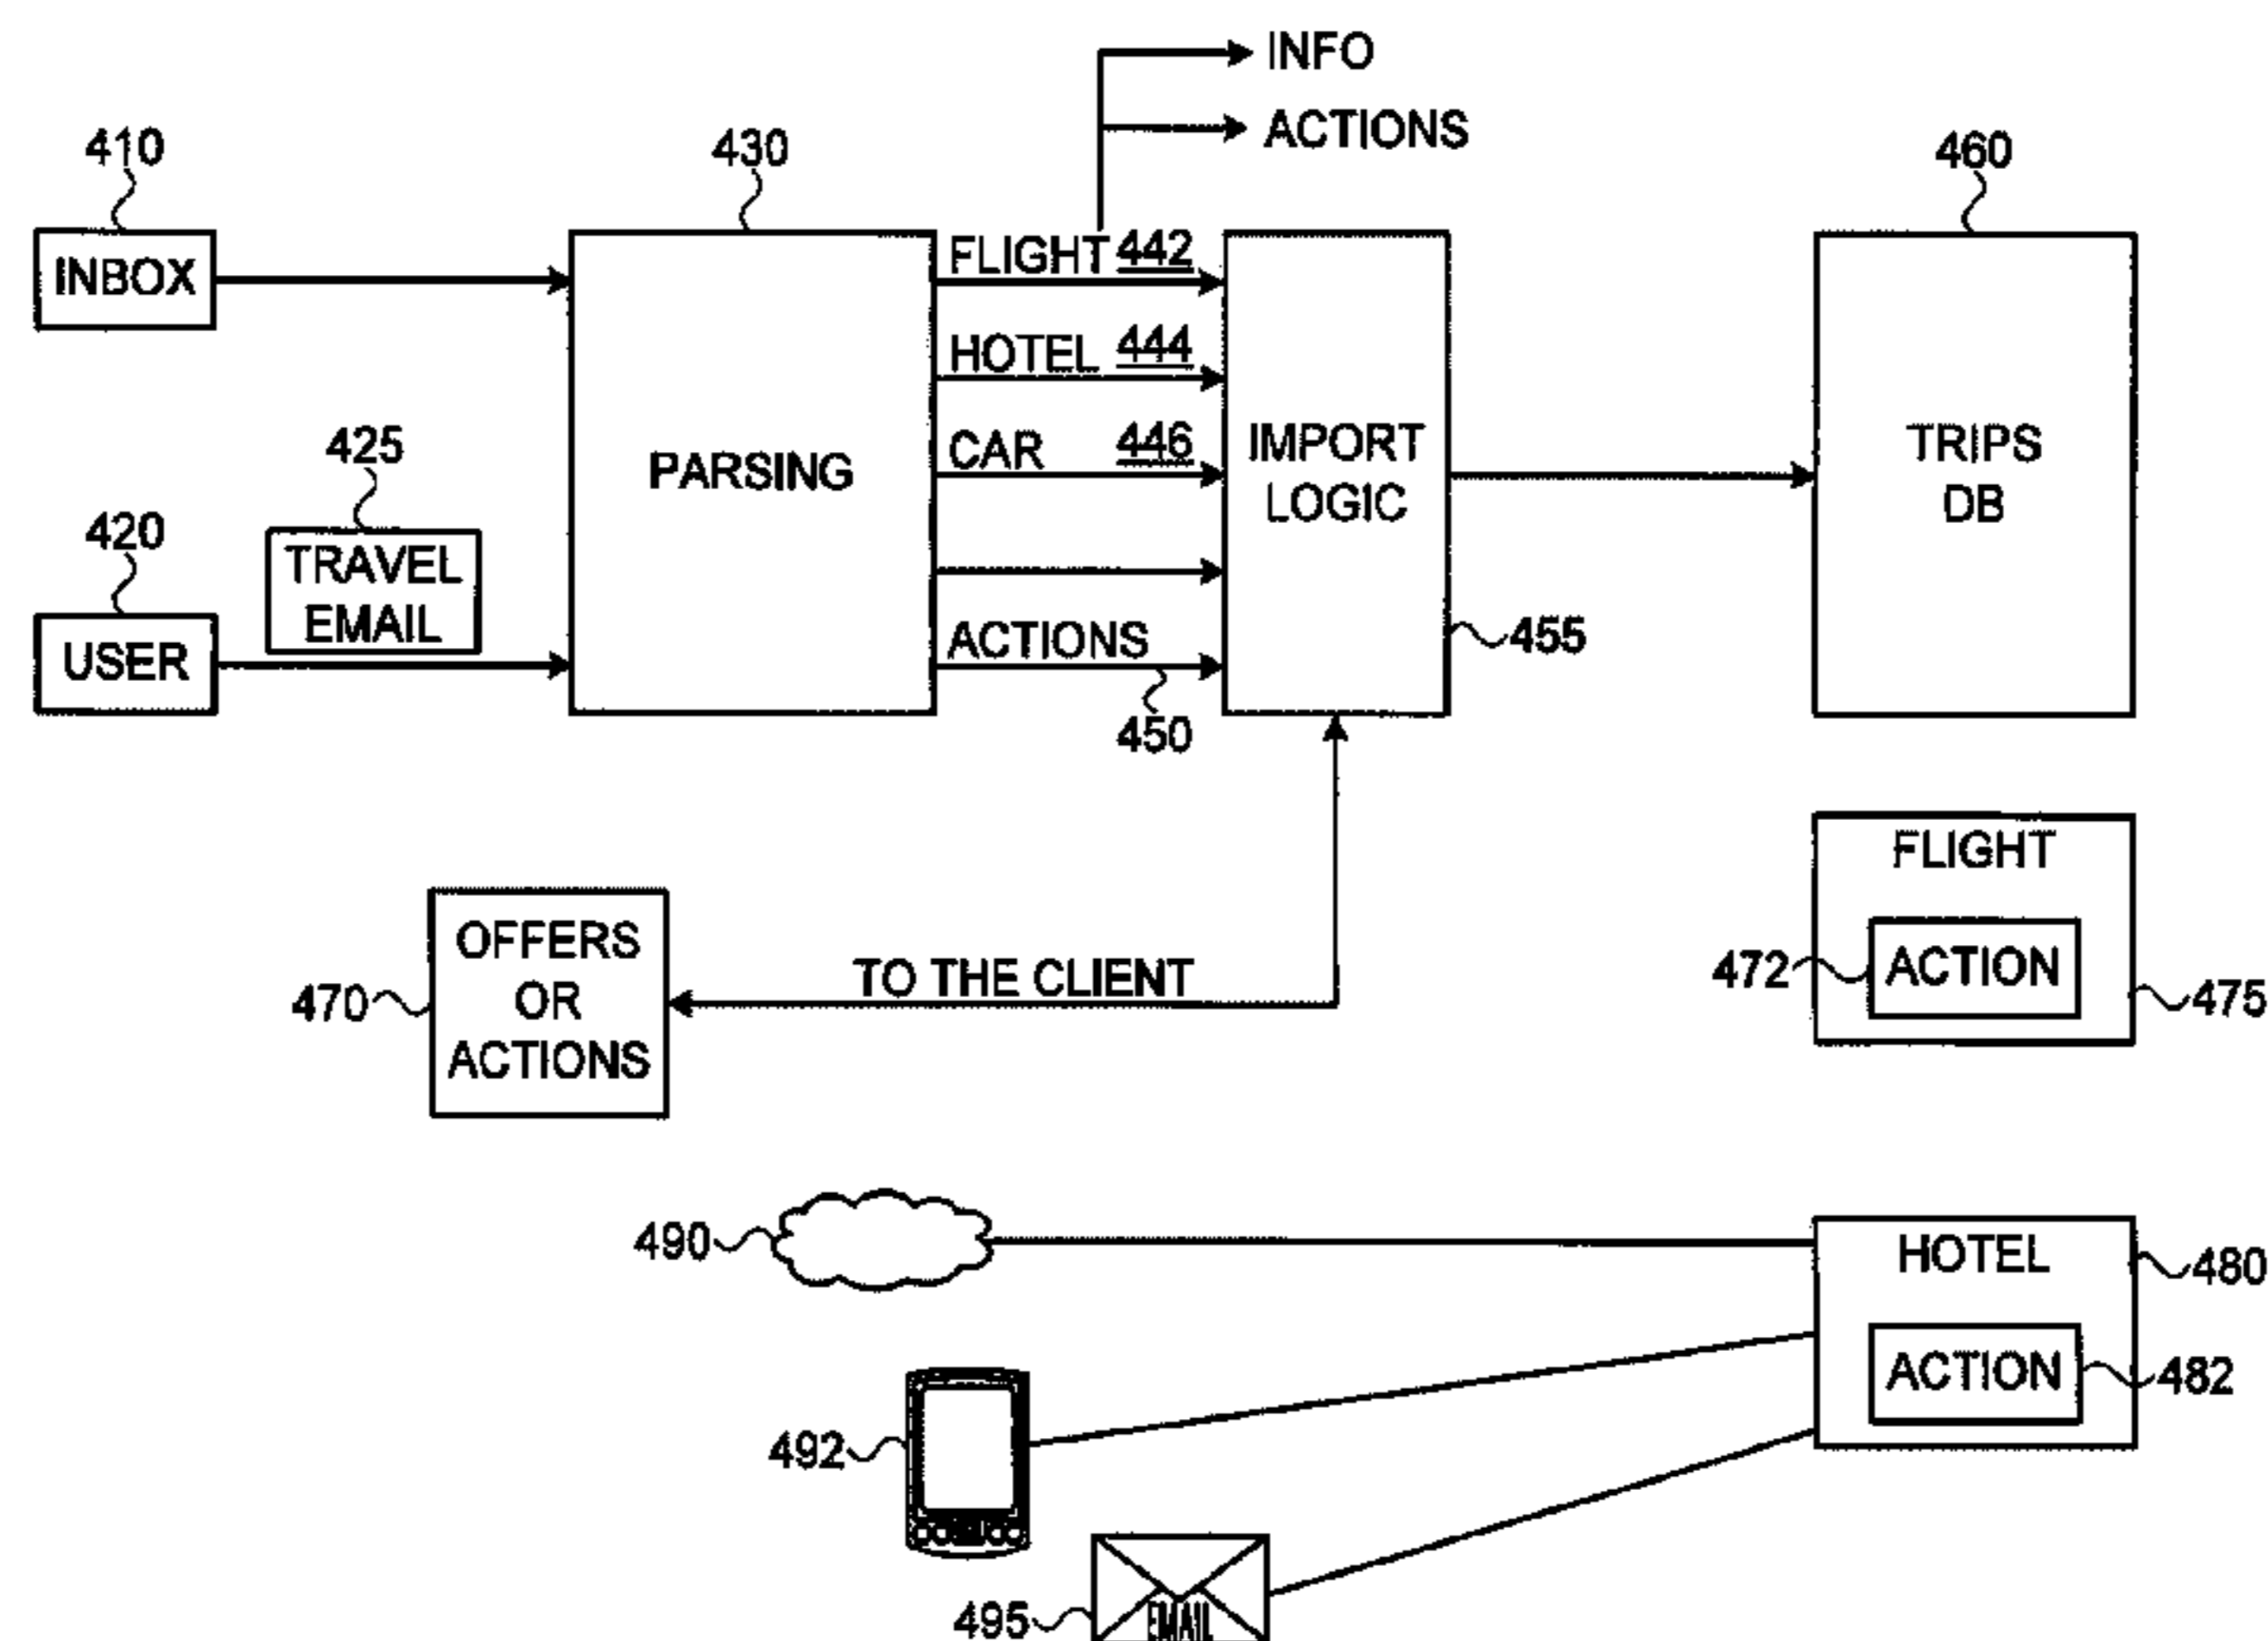 INFO
ACTIONS
410
430
460
INBOX
FLIGHT 442
HOTEL 444
CAR 446
PARSING
IMPORT
LOGIC
TRIPS
DB
425
TRAVEL
EMAIL
420
USER
ACTIONS
450
455
OFFERS
OR
ACTIONS
470
TO THE CLIENT
FLIGHT
472
ACTION
475
490
HOTEL
480
ACTION
482
492
495
EMAIL